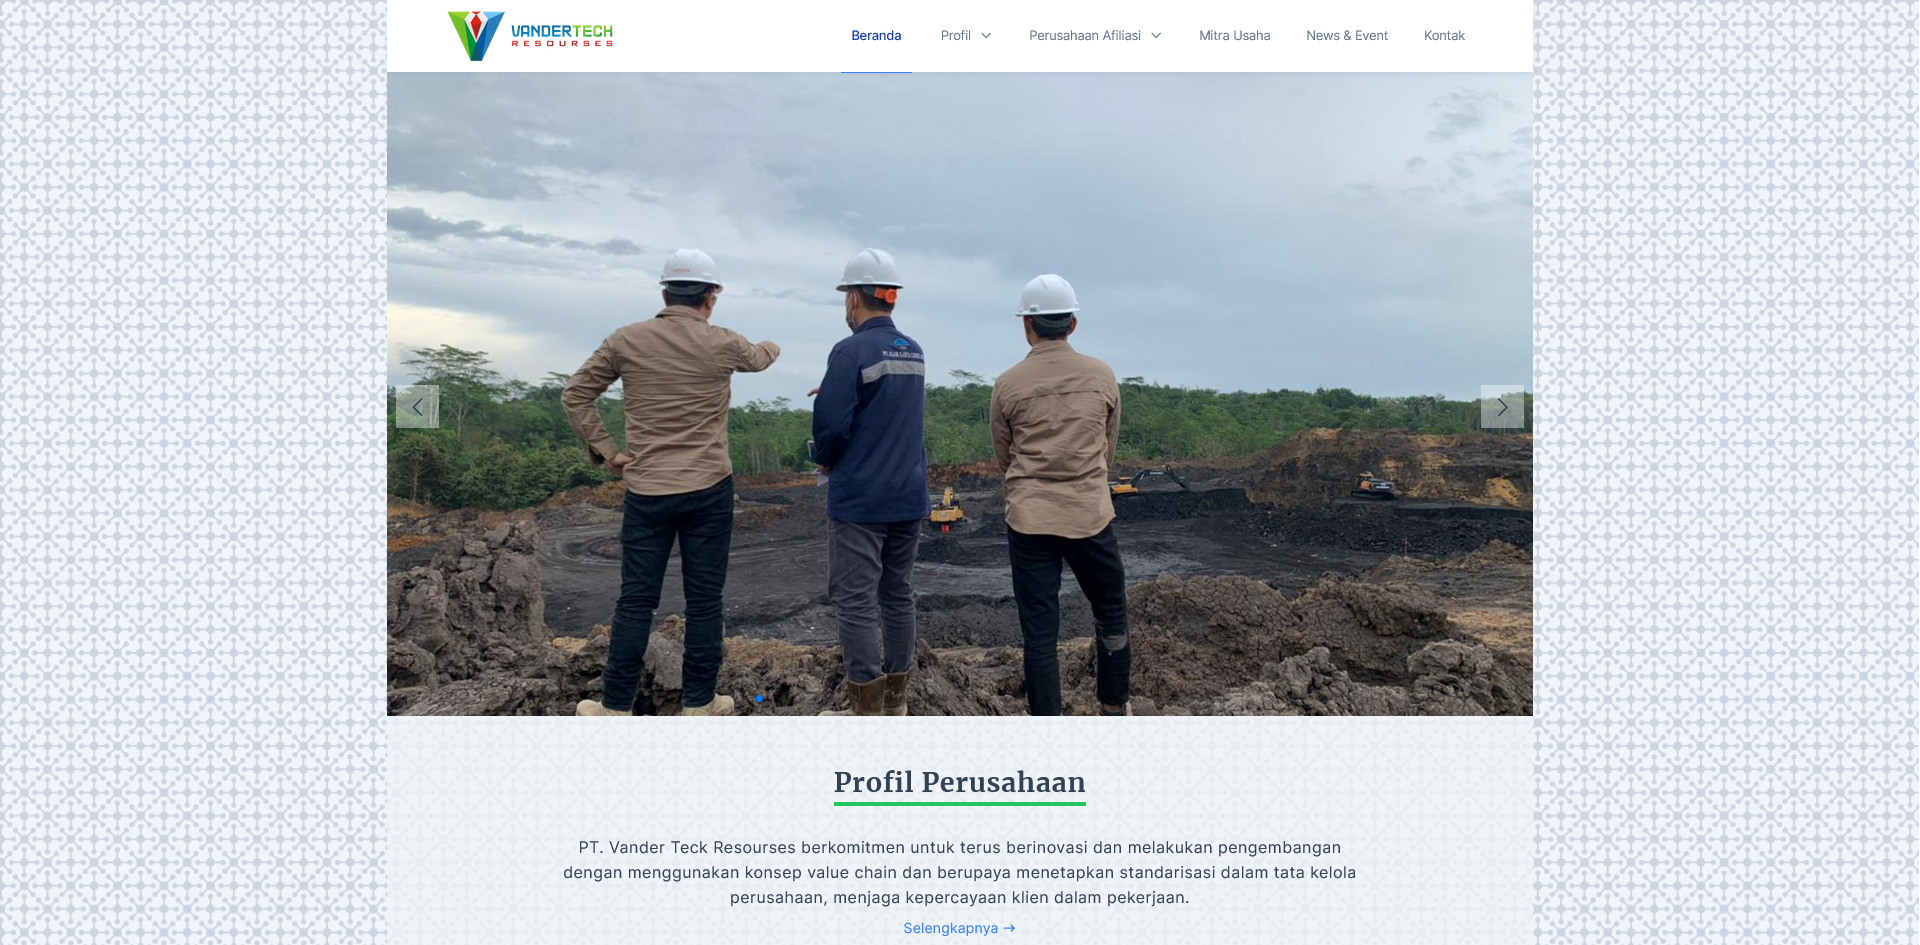 VANDERTECH
RESOURSES
Beranda
Profil
Perusahaan Afiliasi
Mitra Usaha
News & Event
Kontak
Profil Perusahaan
PT. Vander Teck Resourses berkomitmen untuk terus berinovasi dan melakukan pengembangan
dengan menggunakan konsep value chain dan berupaya menetapkan standarisasi dalam tata kelola
perusahaan, menjaga kepercayaan klien dalam pekerjaan.
Selengkapnya →